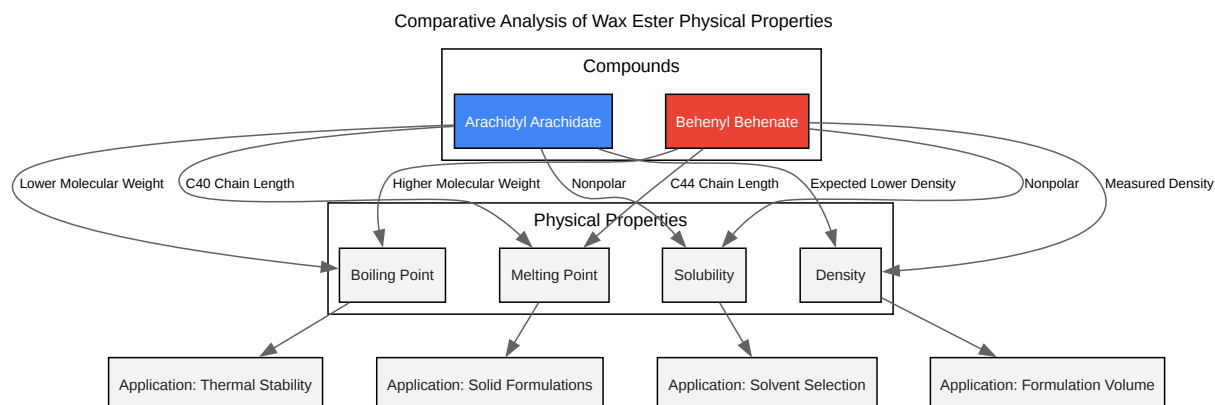 Comparative Analysis of Wax Ester Physical Properties
Compounds
Arachidyl Arachidate
Behenyl Behenate
Lower Molecular Weight
C40 Chain Length
Higher Molecular Weight
Nonpolar
C44 Chain Length
Expected Lower Density
Nonpolar
Measured Density
Physical Properties
Boiling Point
Melting Point
Solubility
Density
Application: Thermal Stability
Application: Solid Formulations
Application: Solvent Selection
Application: Formulation Volume